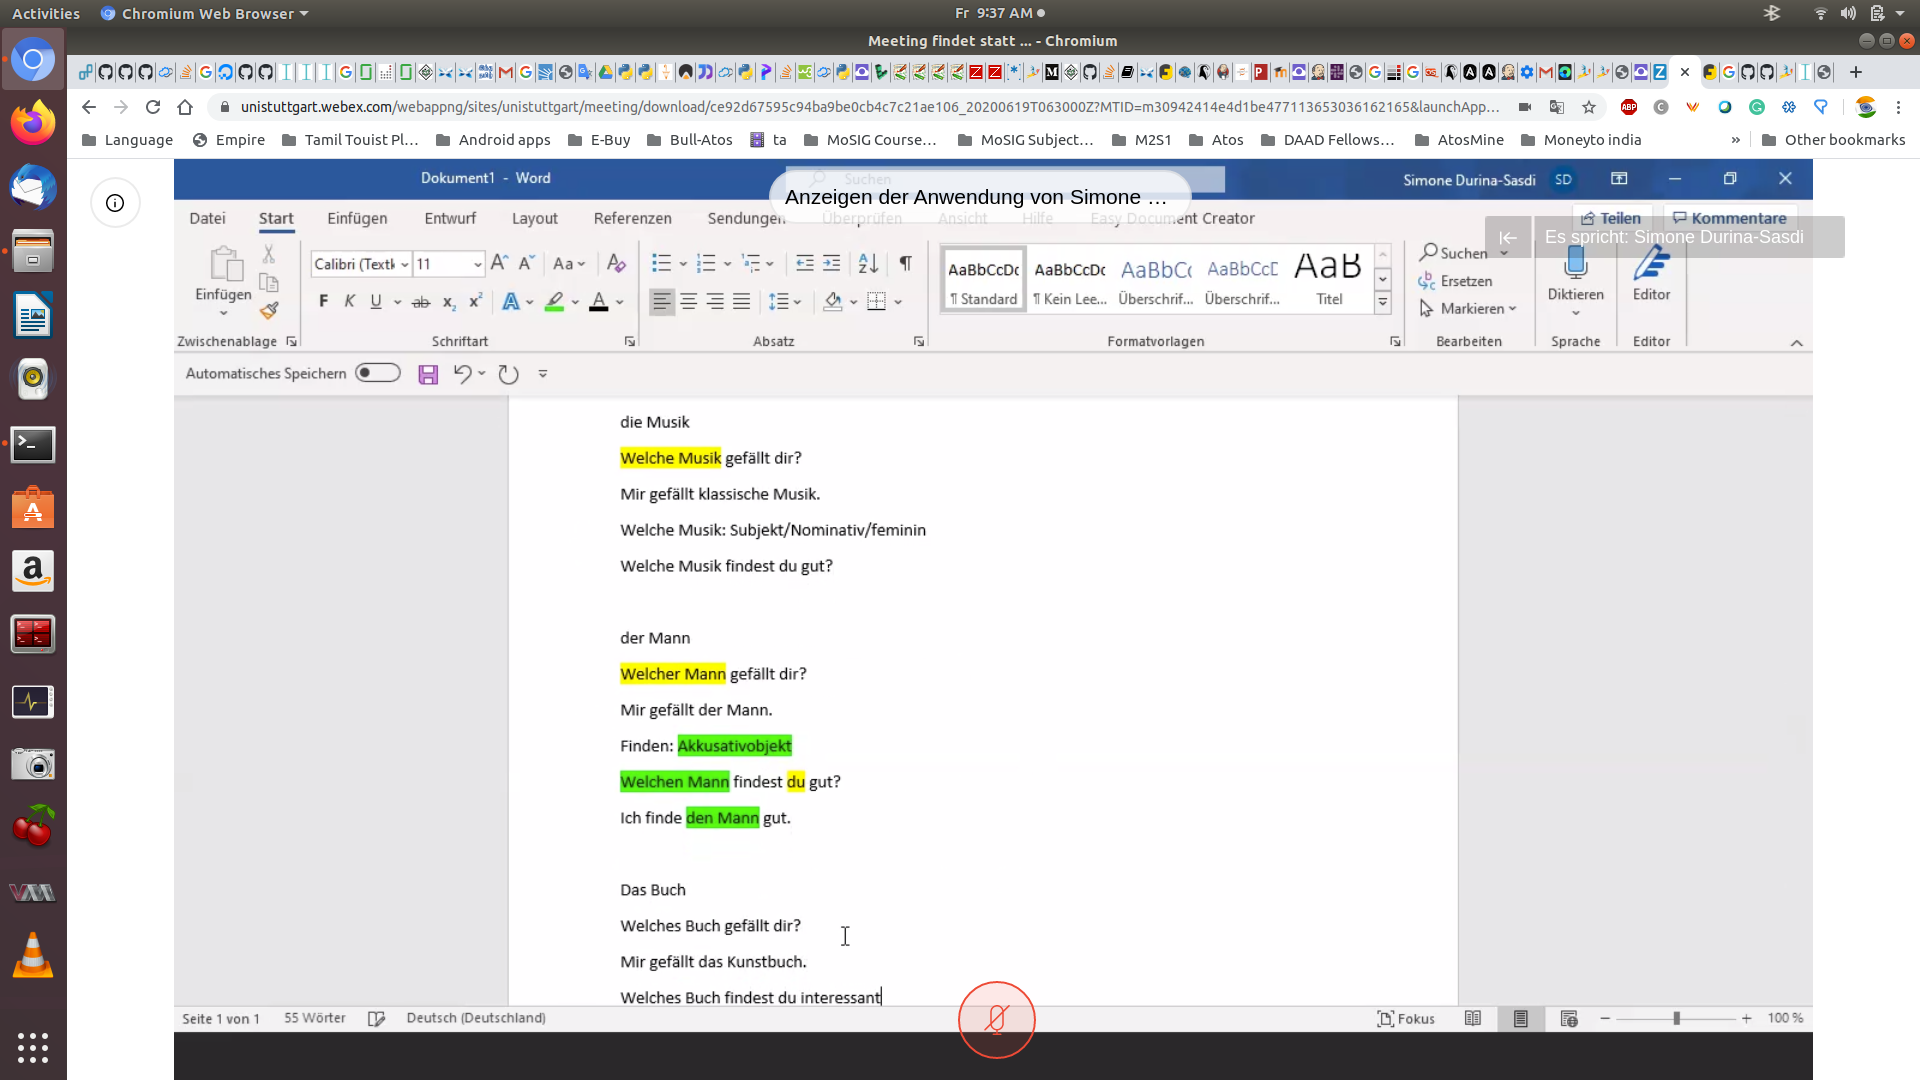 Activities
Chromium Web Browser
Fr 9:37 AM
Meeting findet statt ... - Chromium
unistuttgart.webex.com/webappng/sites/unistuttgart/meeting/download/ce92d67595c94ba9be0cb4c7c21ae106_20200619T063000Z?MTID=m30942414e4d1be477113653036162165&launchApp...
Language
Empire
Tamil Touist Pl...
Android apps
E-Buy
Bull-Atos
ta
MoSIG Course...
MoSIG Subject...
M2S1
Atos
DAAD Fellows...
AtosMine
Moneyto india
»
Other bookmarks
Dokument1 - Word
Suchen
Simone Durina-Sasdi
SD
Anzeigen der Anwendung von Simone ...
Datei
Start
Einfügen
Entwurf
Layout
Referenzen
Sendungen
Überprüfen
Ansicht
Hilfe
Easy Document Creator
Teilen
Kommentare
Es spricht: Simone Durina-Sasdi
Einfügen
Calibri (Textk
11
Aa
F K U ab x₂ x²
AaBbCcDc
¶ Standard
AaBbCcDc
¶ Kein Lee...
AaBbCc
Überschrif...
AaBbCcC
Überschrif...
AaB
Titel
Suchen
Ersetzen
Markieren
Diktieren
Editor
Zwischenablage
Schriftart
Absatz
Formatvorlagen
Bearbeiten
Sprache
Editor
Automatisches Speichern
die Musik
Welche Musik gefällt dir?
Mir gefällt klassische Musik.
Welche Musik: Subjekt/Nominativ/feminin
Welche Musik findest du gut?
der Mann
Welcher Mann gefällt dir?
Mir gefällt der Mann.
Finden: Akkusativobjekt
Welchen Mann findest du gut?
Ich finde den Mann gut.
Das Buch
Welches Buch gefällt dir?
Mir gefällt das Kunstbuch.
Welches Buch findest du interessant
Seite 1 von 1
55 Wörter
Deutsch (Deutschland)
Fokus
100 %